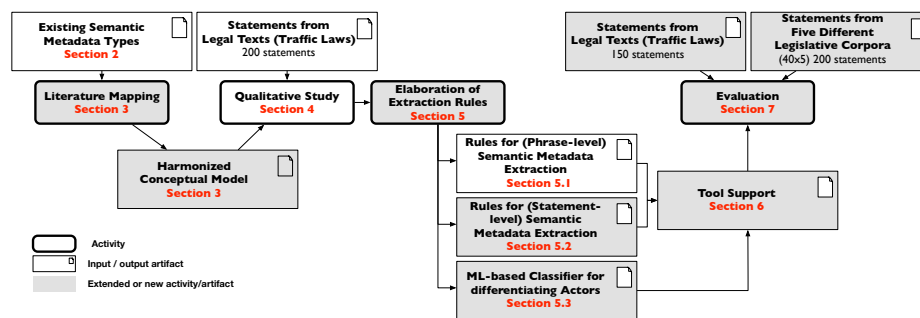 Existing Semantic
Metadata Types
Section 2
Statements from
Legal Texts (Traffic Laws)
200 statements
Statements from
Legal Texts (Traffic Laws)
150 statements
Statements from
Five Different
Legislative Corpora
(40x5) 200 statements
Literature Mapping
Section 3
Qualitative Study
Section 4
Elaboration of
Extraction Rules
Section 5
Evaluation
Section 7
Harmonized
Conceptual Model
Section 3
Rules for (Phrase-level)
Semantic Metadata
Extraction
Section 5.1
Rules for (Statement-
level) Semantic
Metadata Extraction
Section 5.2
ML-based Classifier for
differentiating Actors
Section 5.3
Tool Support
Section 6
Activity
Input / output artifact
Extended or new activity/artifact